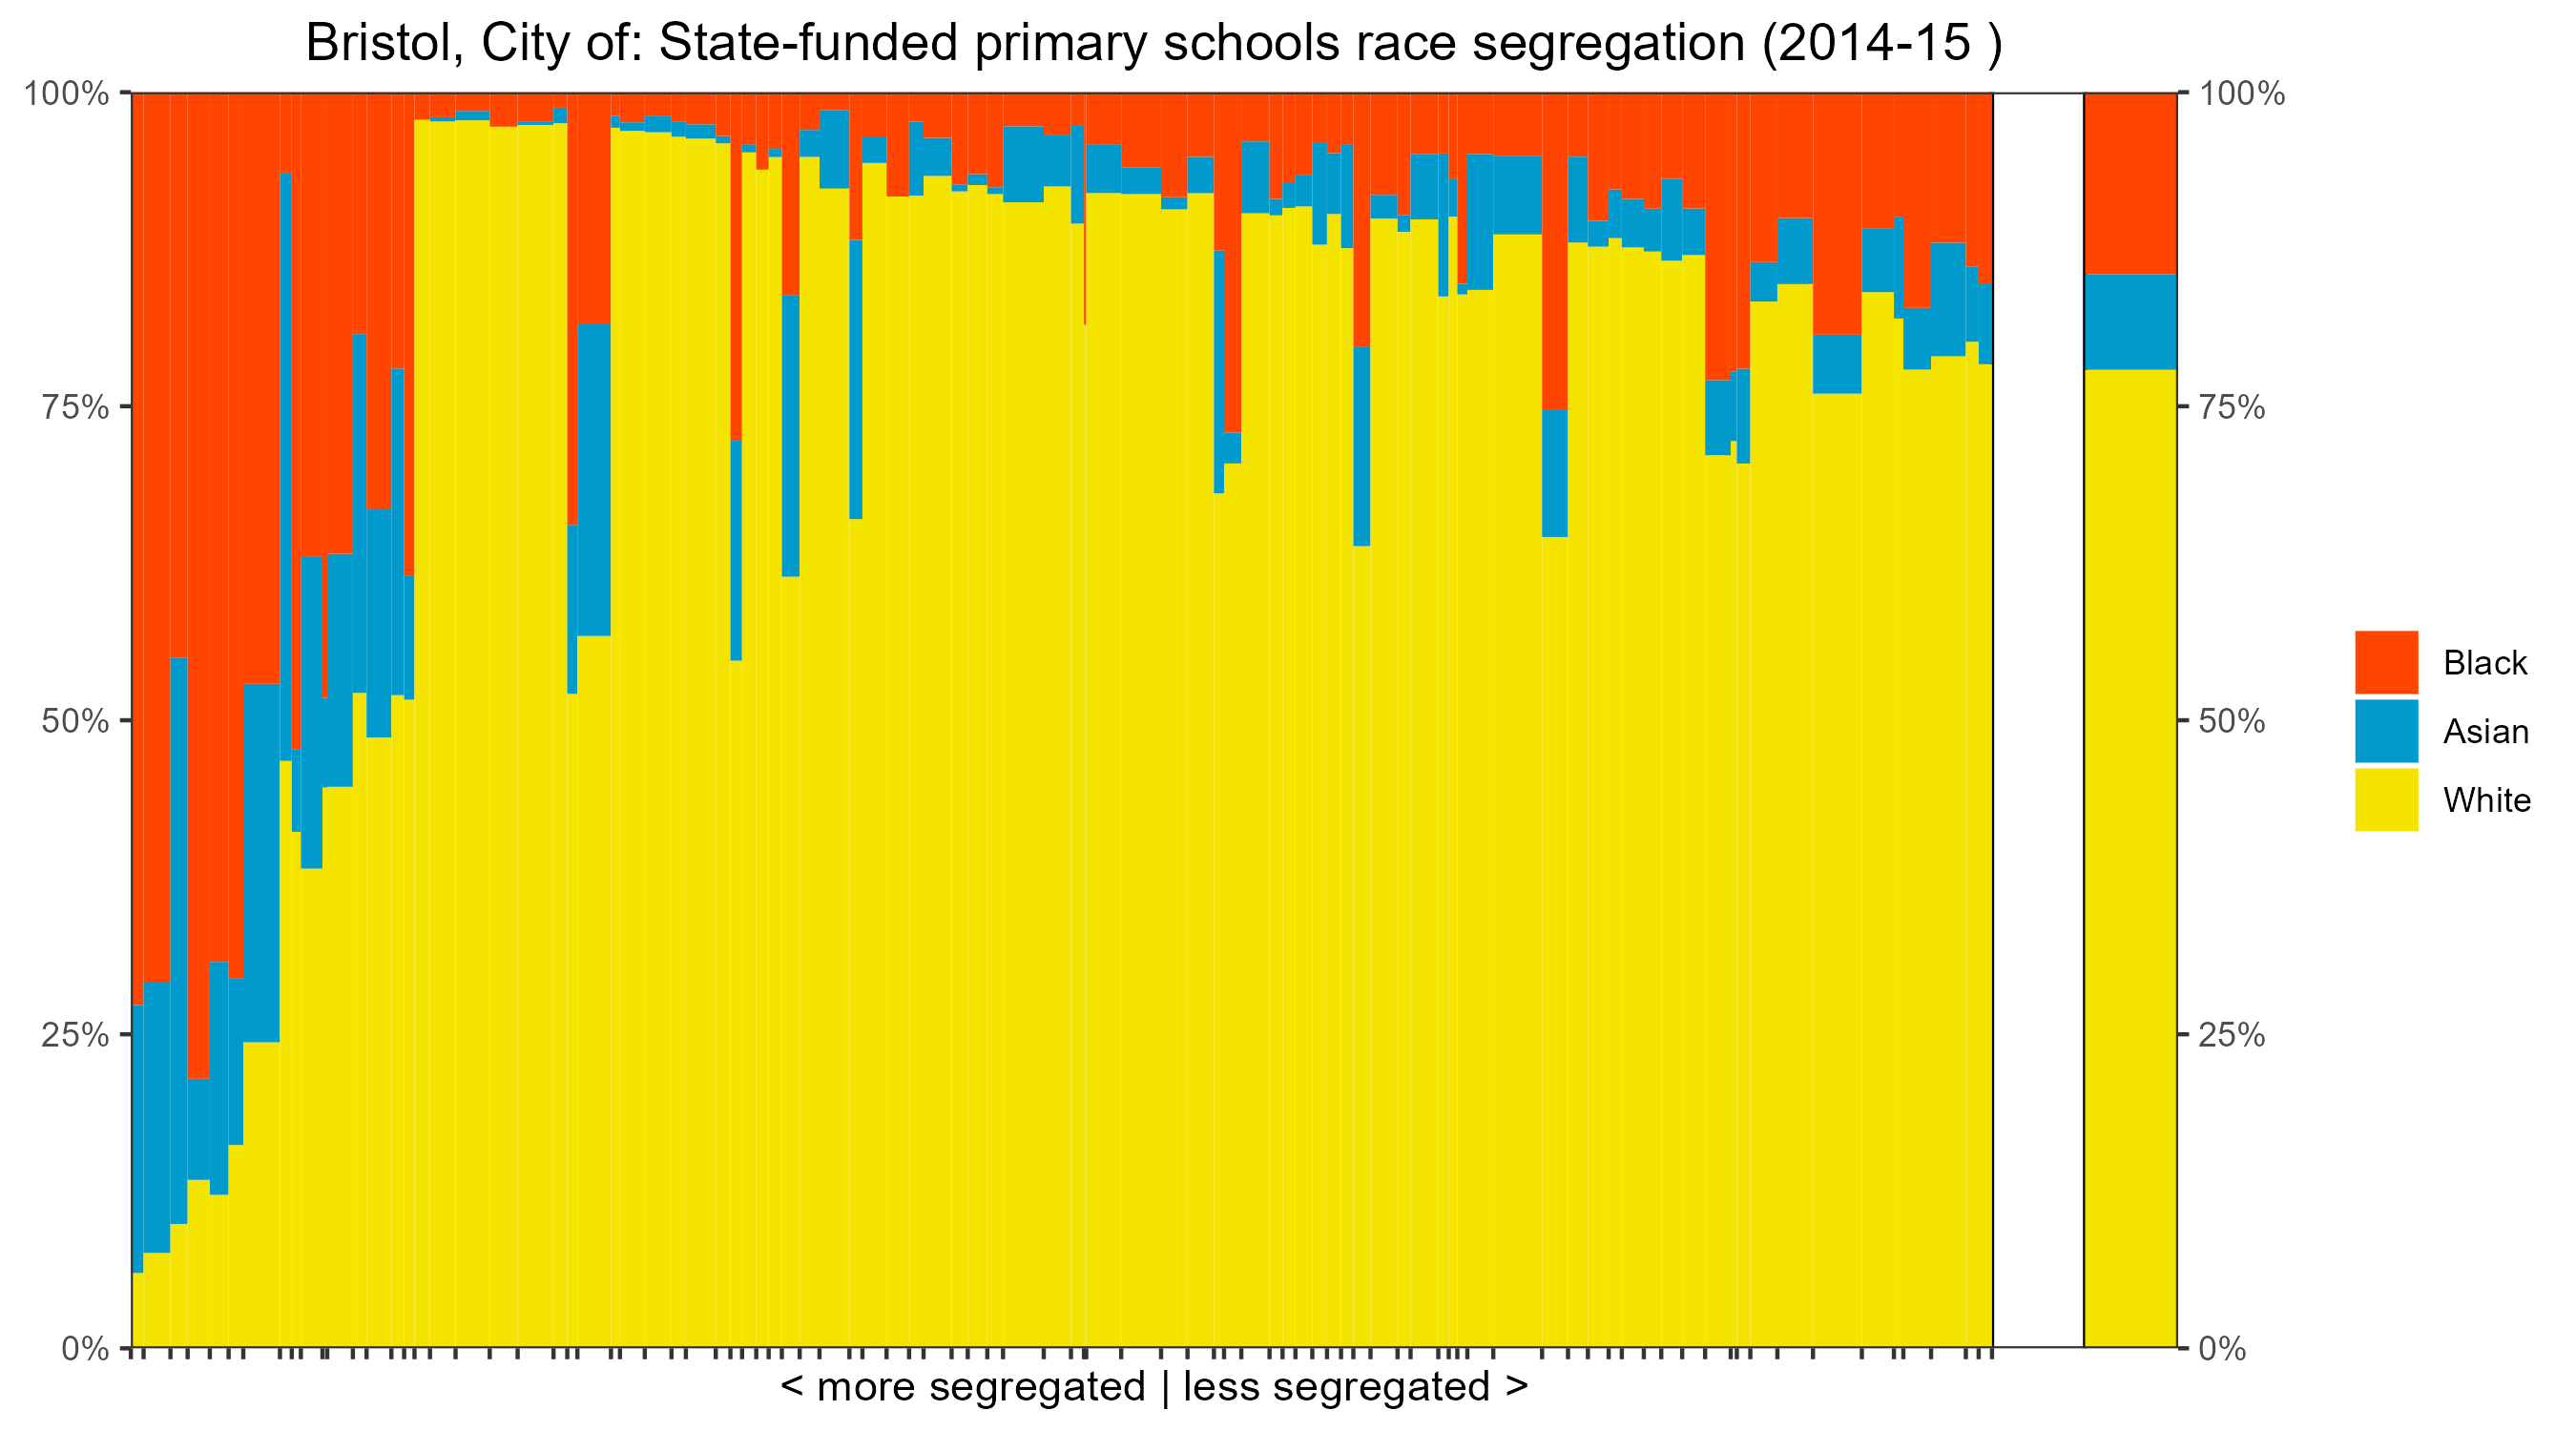 Bristol, City of: State-funded primary schools race segregation (2014-15 )
100%
75%
50%
25%
0%
100%
75%
50%
25%
0%
Black
Asian
White
< more segregated | less segregated >